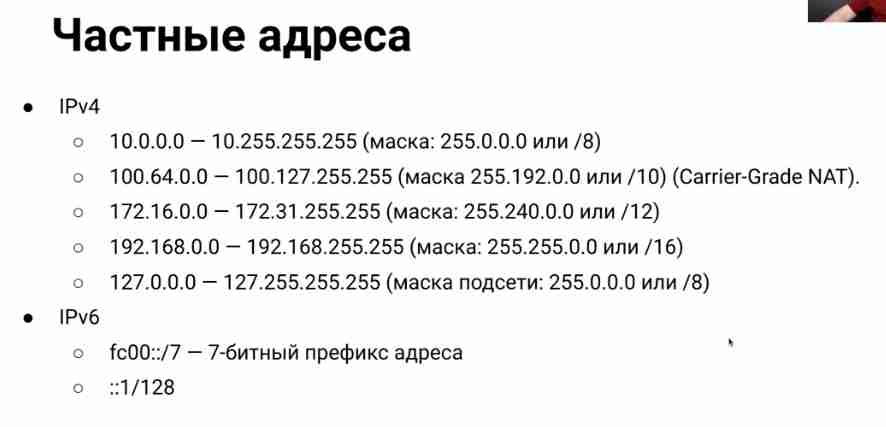 Частные адреса
● IPv4
○ 10.0.0.0 — 10.255.255.255 (маска: 255.0.0.0 или /8)
○ 100.64.0.0 — 100.127.255.255 (маска 255.192.0.0 или /10) (Carrier-Grade NAT).
○ 172.16.0.0 — 172.31.255.255 (маска: 255.240.0.0 или /12)
○ 192.168.0.0 — 192.168.255.255 (маска: 255.255.0.0 или /16)
○ 127.0.0.0 — 127.255.255.255 (маска подсети: 255.0.0.0 или /8)
● IPv6
○ fc00::/7 — 7-битный префикс адреса
○ ::1/128